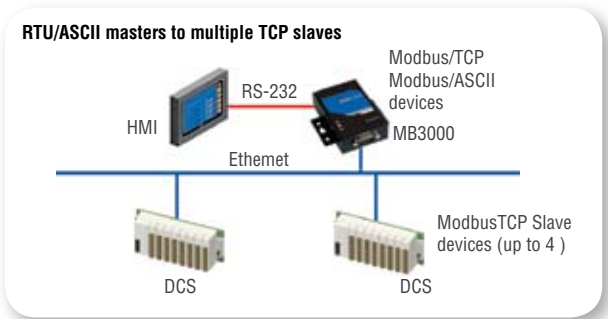 RTU/ASCII masters to multiple TCP slaves
Modbus/TCP
Modbus/ASCII
devices
RS-232
HMI
MB3000
Ethemet
ModbusTCP Slave
devices (up to 4 )
DCS
DCS